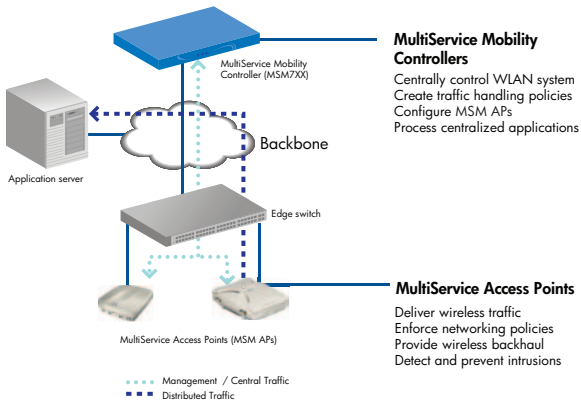 MultiService Mobility
Controller (MSM7XX)
MultiService Mobility
Controllers
Centrally control WLAN system
Create traffic handling policies
Configure MSM APs
Process centralized applications
Backbone
Application server
Edge switch
MultiService Access Points (MSM APs)
MultiService Access Points
Deliver wireless traffic
Enforce networking policies
Provide wireless backhaul
Detect and prevent intrusions
Management / Central Traffic
Distributed Traffic